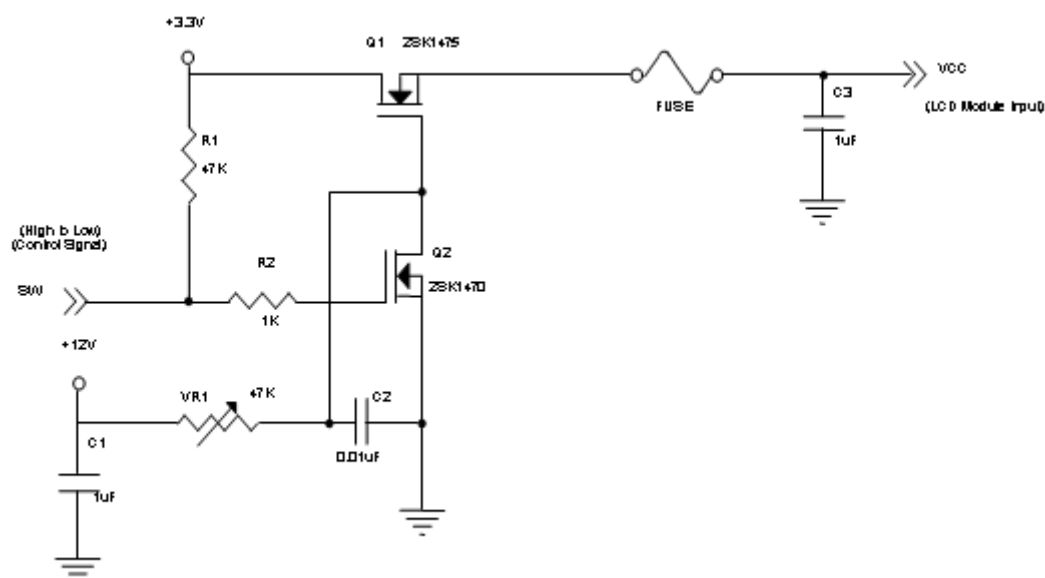 +3.3V
Q1 2SK1475
VCC
FUSE
C3
(LCD Module Input)
R1
1uF
47K
(High to Low)
(Control Signal)
Q2
R2
SW
2SK1470
1K
+12V
VR1
47K
C2
C1
0.01uF
1uF